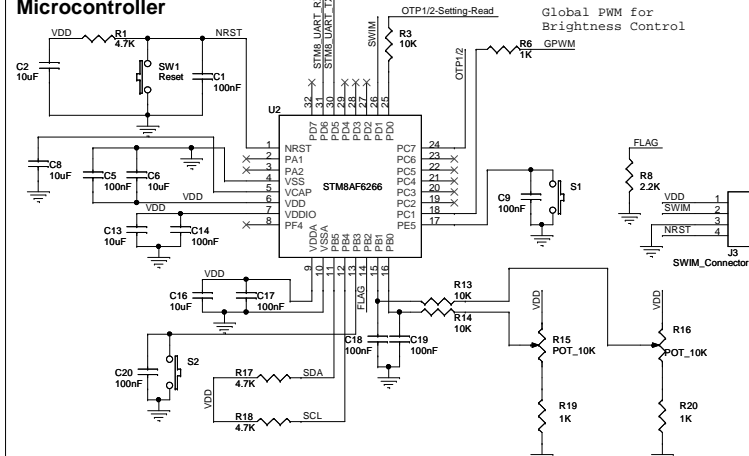 Microcontroller
OTP1/2-Setting-Read
Global PWM for
Brightness Control
VDD
R1
4.7K
NRST
STM8_UART_R
STM8_UART_T
SWIM
R3
10K
OTP1/2
R6
1K
GPWM
C2
10uF
SW1
Reset
C1
100nF
U2
32
31
30
29
28
27
26
25
PD7
PD6
PD5
PD4
PD3
PD2
PD1
PD0
1 NRST
2 PA1
3 PA2
4 VSS
5 VCAP
6 VDD
7 VDDIO
8 PF4
STM8AF6266
PC7 24
PC6 23
PC5 22
PC4 21
PC3 20
PC2 19
PC1 18
PE5 17
VDDA
VSSA
PB5
PB4
PB3
PB2
PB1
PB0
9
10
11
12
13
14
15
16
C8
10uF
C5
100nF
C6
10uF
VDD
VDD
C13
10uF
C14
100nF
C9
100nF
S1
FLAG
R8
2.2K
VDD 1
SWIM 2
3
NRST 4
J3
SWIM_Connector
VDD
C16
10uF
C17
100nF
FLAG
R13
10K
R14
10K
C18
100nF
C19
100nF
VDD
R15
POT_10K
VDD
R16
POT_10K
C20
100nF
S2
R17
4.7K
SDA
VDD
R18
4.7K
SCL
R19
1K
R20
1K